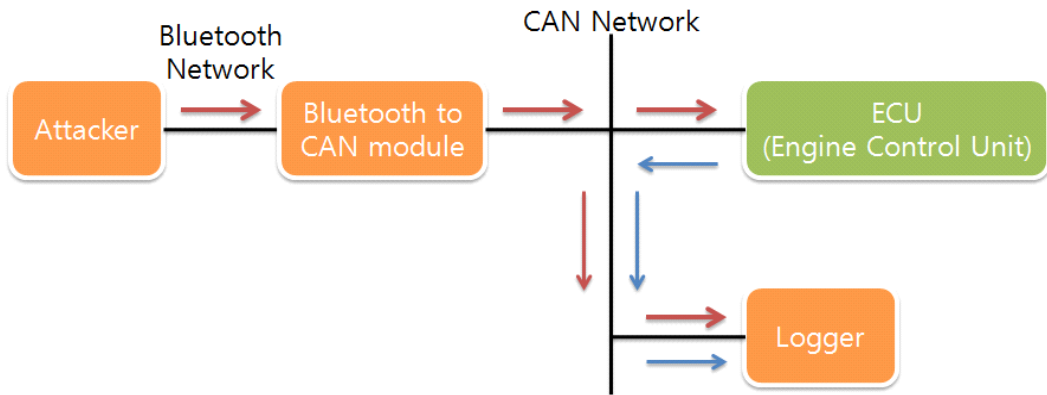 Bluetooth
Network
CAN Network
Attacker
Bluetooth to
CAN module
ECU
(Engine Control Unit)
Logger